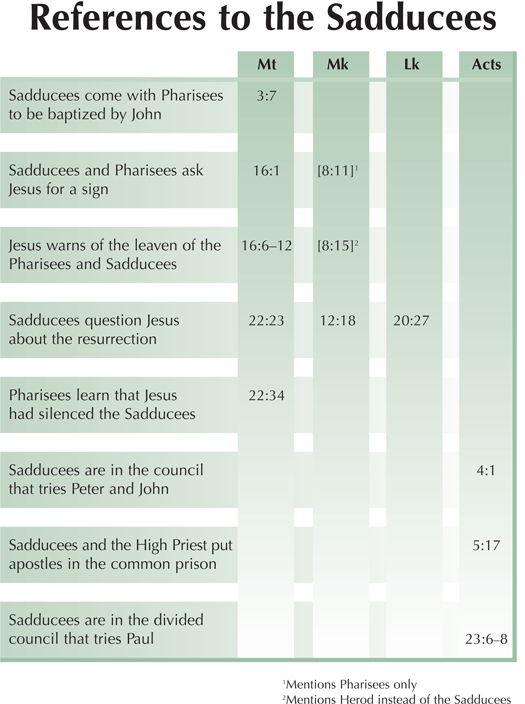 References to the Sadducees
Mt Mk Lk Acts
Sadducees come with Pharisees 3:7
to be baptized by John
Sadducees and Pharisees ask 16:1 [8:11]¹
Jesus for a sign
Jesus warns of the leaven of the 16:6–12 [8:15]²
Pharisees and Sadducees
Sadducees question Jesus 22:23 12:18 20:27
about the resurrection
Pharisees learn that Jesus 22:34
had silenced the Sadducees
Sadducees are in the council 4:1
that tries Peter and John
Sadducees and the High Priest put 5:17
apostles in the common prison
Sadducees are in the divided
council that tries Paul 23:6–8
¹Mentions Pharisees only
²Mentions Herod instead of the Sadducees